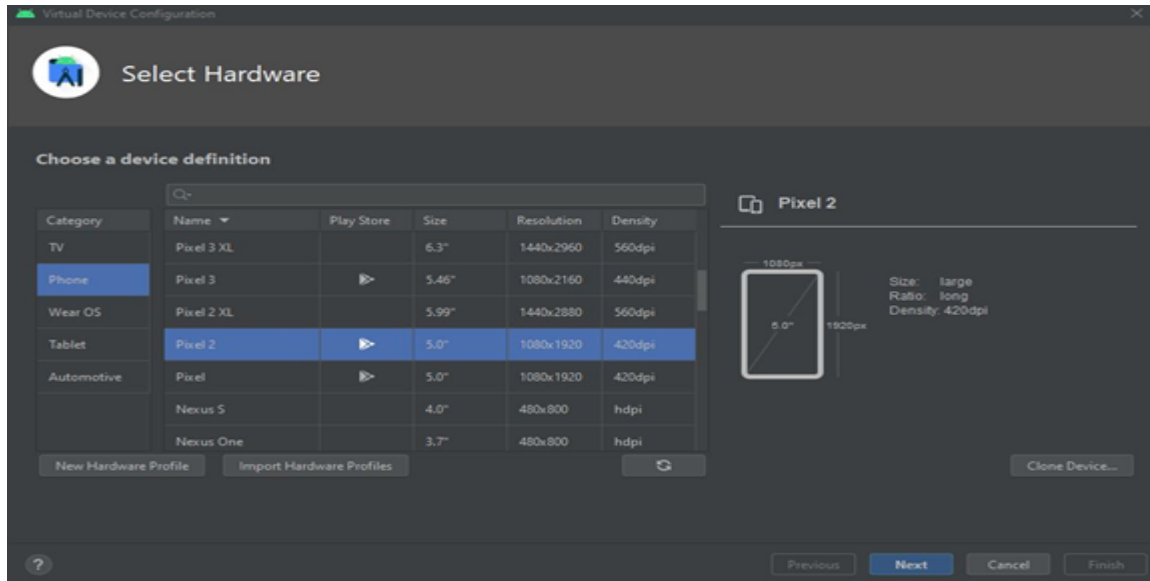 Virtual Device Configuration
Select Hardware
Choose a device definition
Category
TV
Phone
Wear OS
Tablet
Automotive
Name Play Store Size Resolution Density
Pixel 3 XL 6.3" 1440x2960 560dpi
Pixel 3 5.46" 1080x2160 440dpi
Pixel 2 XL 5.99" 1440x2880 560dpi
Pixel 2 5.0" 1080x1920 420dpi
Pixel 5.0" 1080x1920 420dpi
Nexus S 4.0" 480x800 hdpi
Nexus One 3.7" 480x800 hdpi
New Hardware Profile Import Hardware Profiles
Pixel 2
1080px
5.0"
1920px
Size: large
Ratio: long
Density: 420dpi
Clone Device...
? Previous Next Cancel Finish